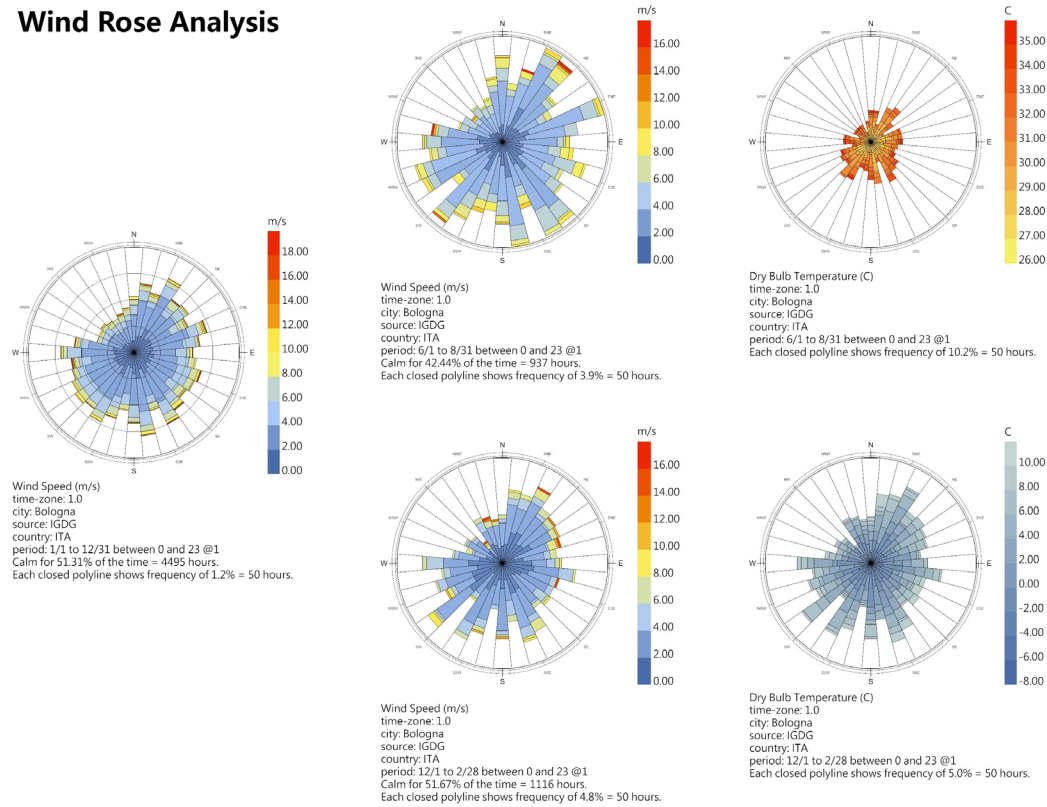 Wind Rose Analysis
m/s
18.00
16.00
14.00
12.00
10.00
8.00
6.00
4.00
2.00
0.00
N
E
S
W
Wind Speed (m/s)
time-zone: 1.0
city: Bologna
source: IGDG
country: ITA
period: 1/1 to 12/31 between 0 and 23 @1
Calm for 51.31% of the time = 4495 hours.
Each closed polyline shows frequency of 1.2% = 50 hours.
m/s
16.00
14.00
12.00
10.00
8.00
6.00
4.00
2.00
0.00
N
E
S
W
Wind Speed (m/s)
time-zone: 1.0
city: Bologna
source: IGDG
country: ITA
period: 6/1 to 8/31 between 0 and 23 @1
Calm for 42.44% of the time = 937 hours.
Each closed polyline shows frequency of 3.9% = 50 hours.
C
35.00
34.00
33.00
32.00
31.00
30.00
29.00
28.00
27.00
26.00
N
E
S
W
Dry Bulb Temperature (C)
time-zone: 1.0
city: Bologna
source: IGDG
country: ITA
period: 6/1 to 8/31 between 0 and 23 @1
Each closed polyline shows frequency of 10.2% = 50 hours.
m/s
16.00
14.00
12.00
10.00
8.00
6.00
4.00
2.00
0.00
N
E
S
W
Wind Speed (m/s)
time-zone: 1.0
city: Bologna
source: IGDG
country: ITA
period: 12/1 to 2/28 between 0 and 23 @1
Calm for 51.67% of the time = 1116 hours.
Each closed polyline shows frequency of 4.8% = 50 hours.
C
10.00
8.00
6.00
4.00
2.00
0.00
-2.00
-4.00
-6.00
-8.00
N
E
S
W
Dry Bulb Temperature (C)
time-zone: 1.0
city: Bologna
source: IGDG
country: ITA
period: 12/1 to 2/28 between 0 and 23 @1
Each closed polyline shows frequency of 5.0% = 50 hours.